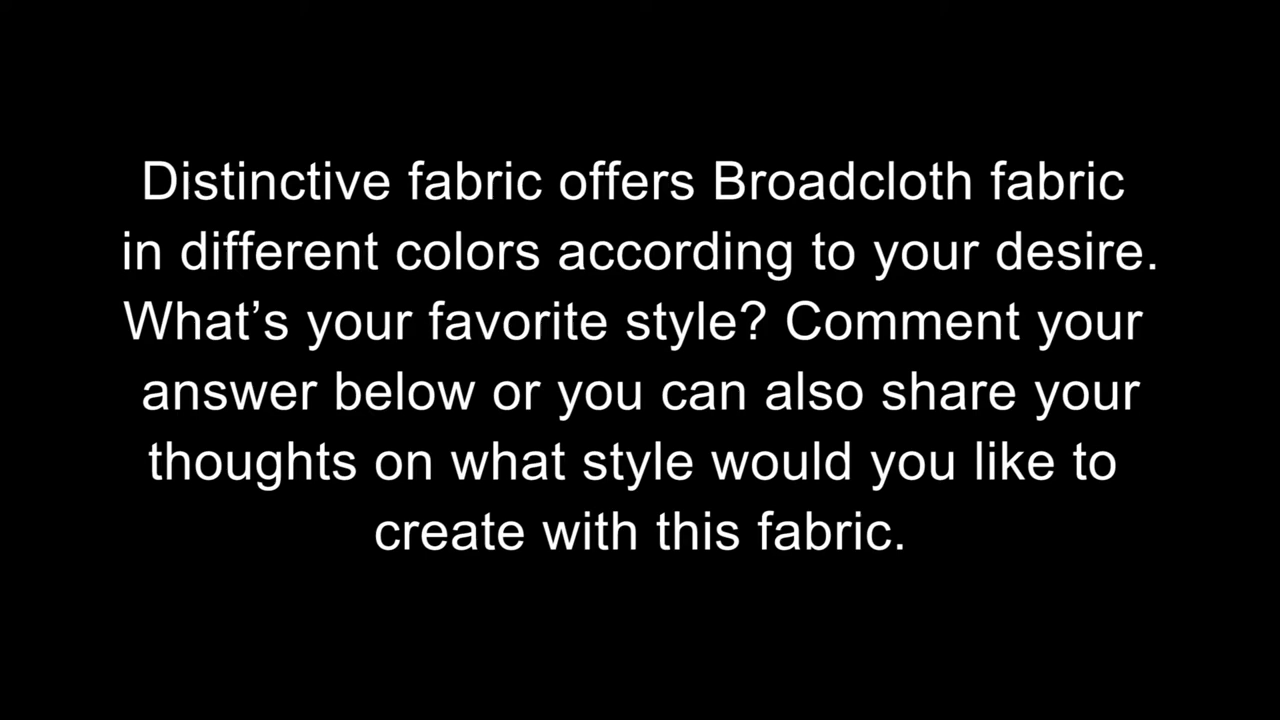 Distinctive fabric offers Broadcloth fabric
in different colors according to your desire.
What’s your favorite style? Comment your
answer below or you can also share your
thoughts on what style would you like to
create with this fabric.